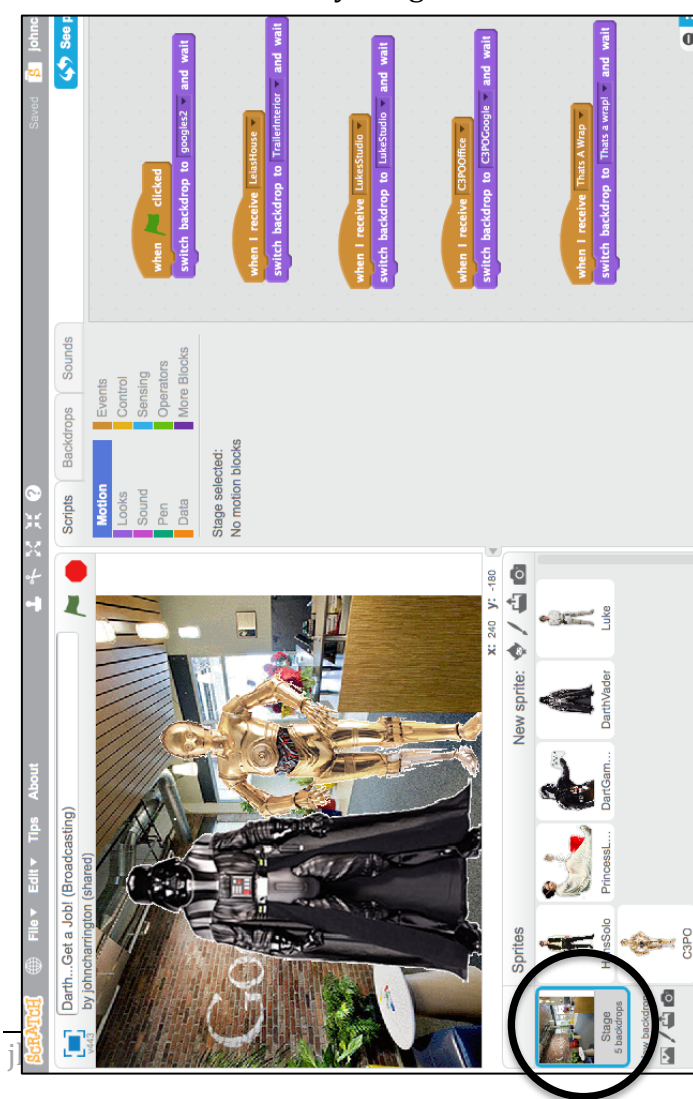 SCRATCH
File
Edit
Tips
About
Saved
johnc
Darth...Get a Job! (Broadcasting)
by johncharrington (shared)
v443
Go
x: 240 y: -180
Sprites
New sprite:
PrincessL...
DartGam...
DarthVader
Luke
C3PO
Stage
5 backdrops
Scripts
Backdrops
Sounds
Motion
Looks
Sound
Pen
Data
Events
Control
Sensing
Operators
More Blocks
Stage selected:
No motion blocks
See p
when clicked
switch backdrop to googles2 and wait
when I receive LeiasHouse
switch backdrop to TrailerInterior and wait
when I receive LukesStudio
switch backdrop to LukeStudio and wait
when I receive C3POOffice
switch backdrop to C3POGoogle and wait
when I receive Thats A Wrap
switch backdrop to Thats a wrap! and wait